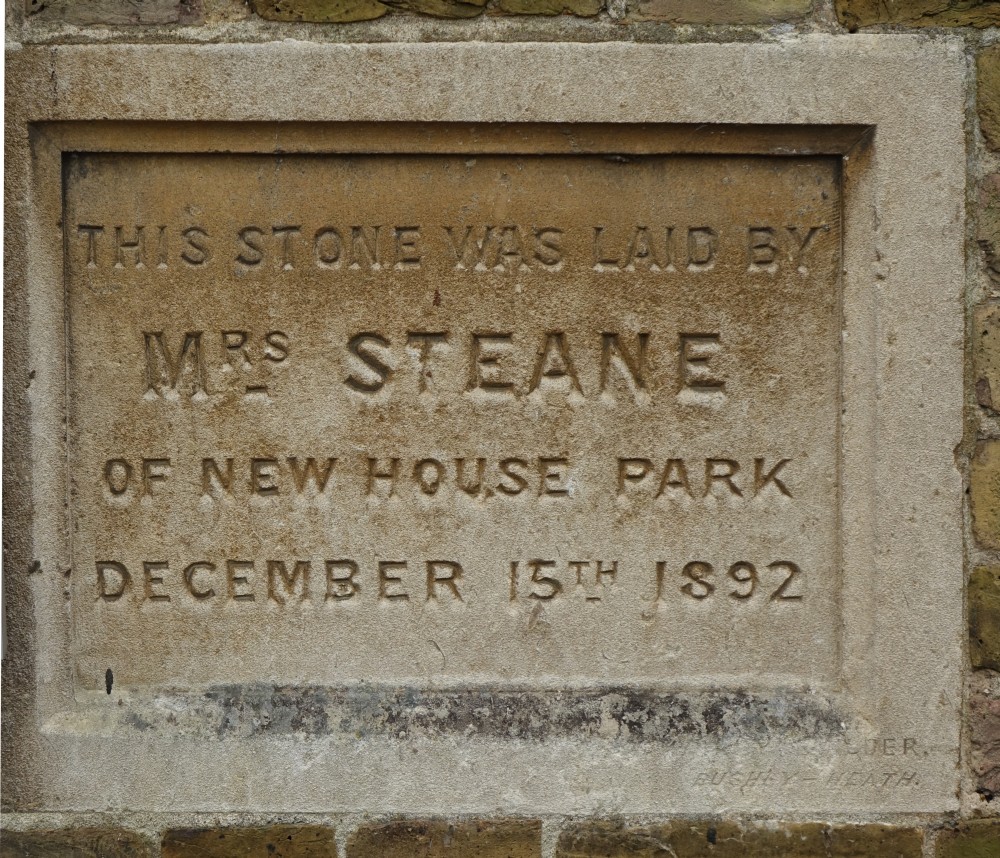 THIS STONE WAS LAID BY
MRS STEANE
OF NEW HOUSE PARK
DECEMBER 15TH 1892
BUSHEY-HEATH.